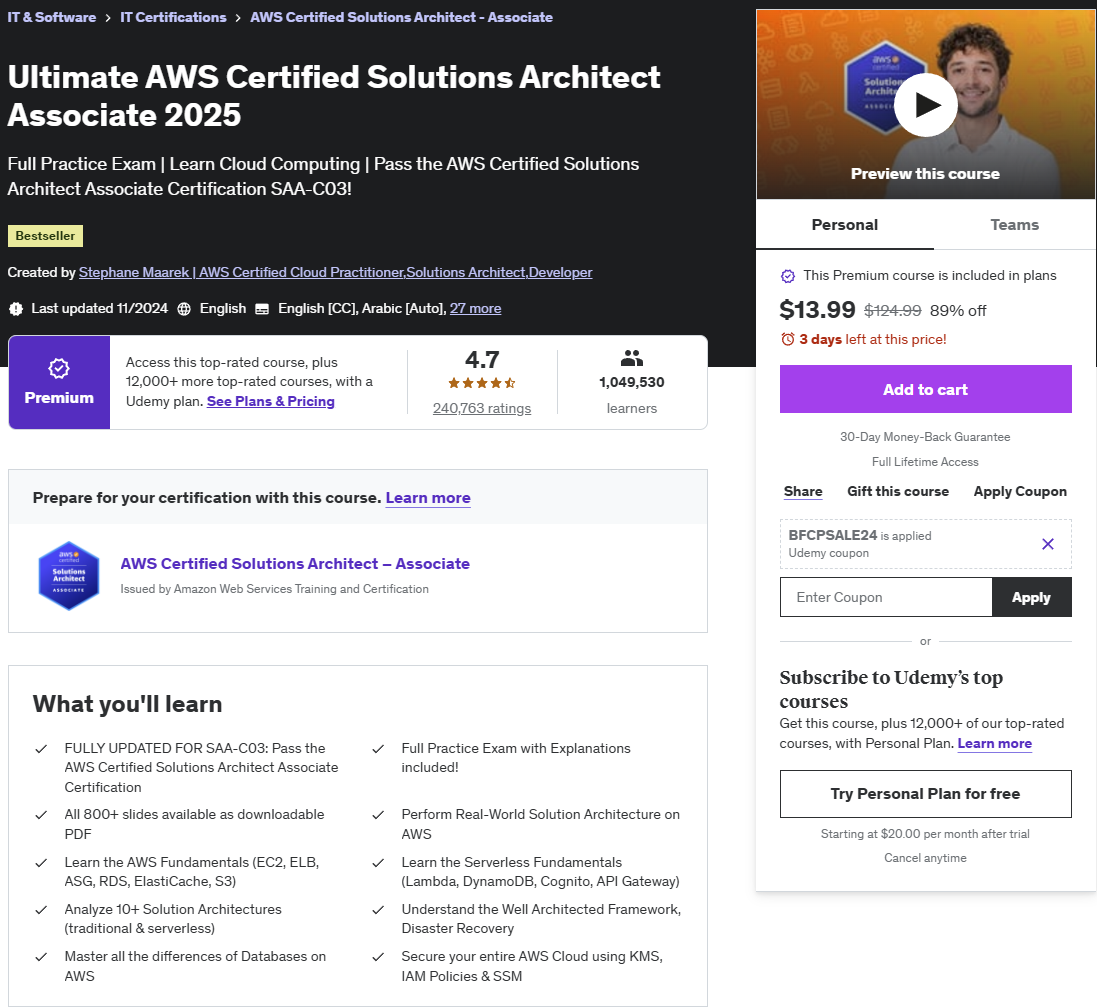 IT & Software > IT Certifications > AWS Certified Solutions Architect - Associate
Ultimate AWS Certified Solutions Architect
Associate 2025
Full Practice Exam | Learn Cloud Computing | Pass the AWS Certified Solutions
Architect Associate Certification SAA-C03!
Bestseller
Created by Stephane Maarek | AWS Certified Cloud Practitioner,Solutions Architect,Developer
Last updated 11/2024 English English [CC], Arabic [Auto], 27 more
Premium
Access this top-rated course, plus
12,000+ more top-rated courses, with a
Udemy plan. See Plans & Pricing
4.7
240,763 ratings
1,049,530
learners
Prepare for your certification with this course. Learn more
aws
certified
Solutions
Architect
ASSOCIATE
AWS Certified Solutions Architect – Associate
Issued by Amazon Web Services Training and Certification
What you'll learn
FULLY UPDATED FOR SAA-C03: Pass the
AWS Certified Solutions Architect Associate
Certification
Full Practice Exam with Explanations
included!
All 800+ slides available as downloadable
PDF
Perform Real-World Solution Architecture on
AWS
Learn the AWS Fundamentals (EC2, ELB,
ASG, RDS, ElastiCache, S3)
Learn the Serverless Fundamentals
(Lambda, DynamoDB, Cognito, API Gateway)
Analyze 10+ Solution Architectures
(traditional & serverless)
Understand the Well Architected Framework,
Disaster Recovery
Master all the differences of Databases on
AWS
Secure your entire AWS Cloud using KMS,
IAM Policies & SSM
aws
certified
Preview this course
Personal
Teams
This Premium course is included in plans
$13.99 $124.99 89% off
3 days left at this price!
Add to cart
30-Day Money-Back Guarantee
Full Lifetime Access
Share Gift this course Apply Coupon
BFCPSALE24 is applied
Udemy coupon
Enter Coupon
Apply
or
Subscribe to Udemy’s top
courses
Get this course, plus 12,000+ of our top-rated
courses, with Personal Plan. Learn more
Try Personal Plan for free
Starting at $20.00 per month after trial
Cancel anytime